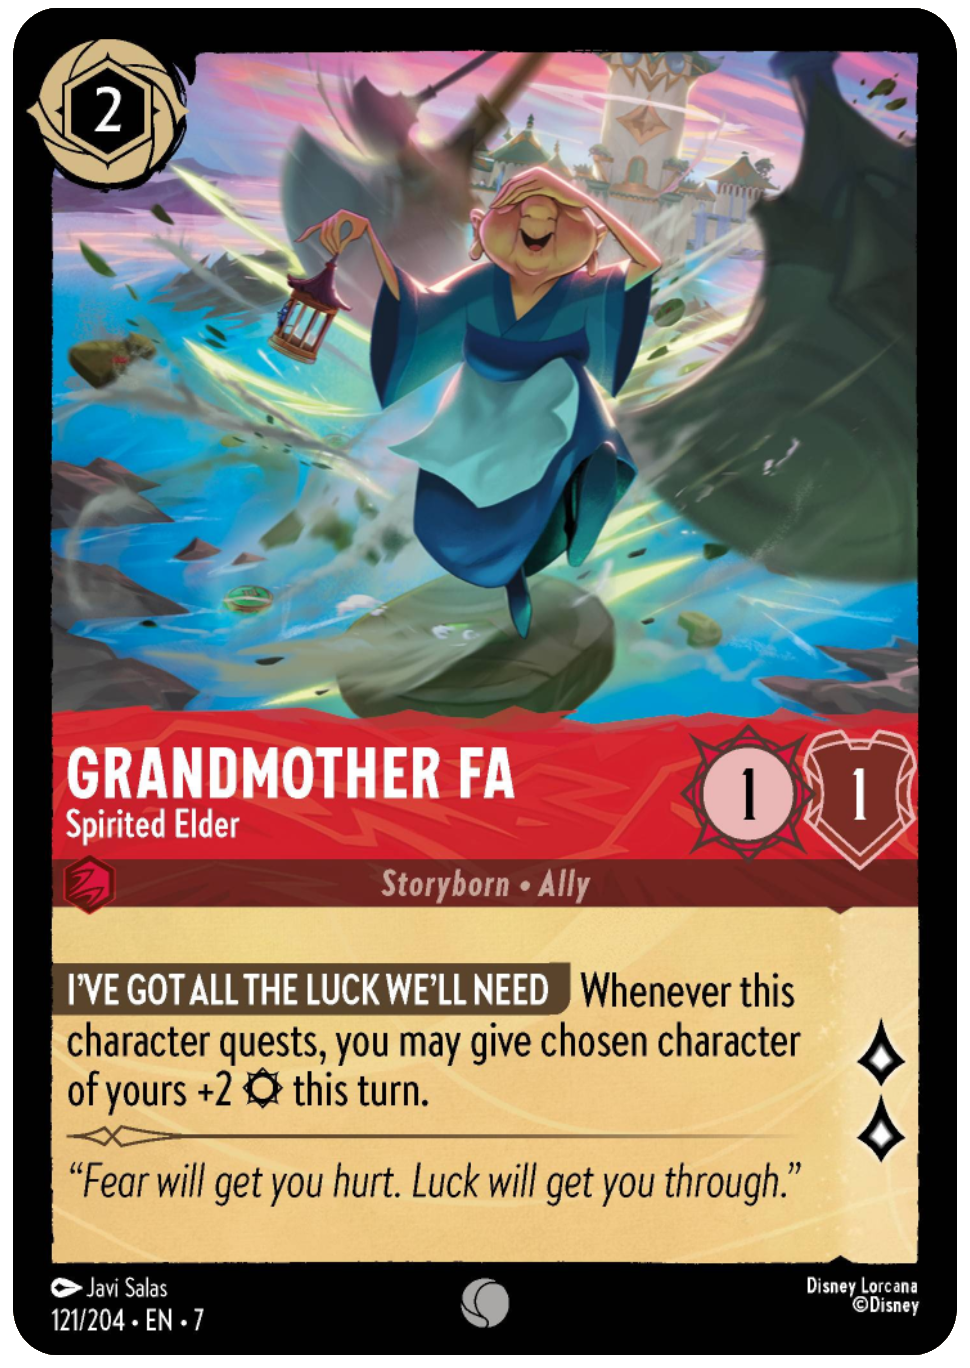 2
GRANDMOTHER FA
Spirited Elder
1
1
Storyborn • Ally
I'VE GOT ALL THE LUCK WE'LL NEED Whenever this
character quests, you may give chosen character
of yours +2 this turn.
“Fear will get you hurt. Luck will get you through.”
Javi Salas
121/204 • EN • 7
Disney Lorcana
©Disney